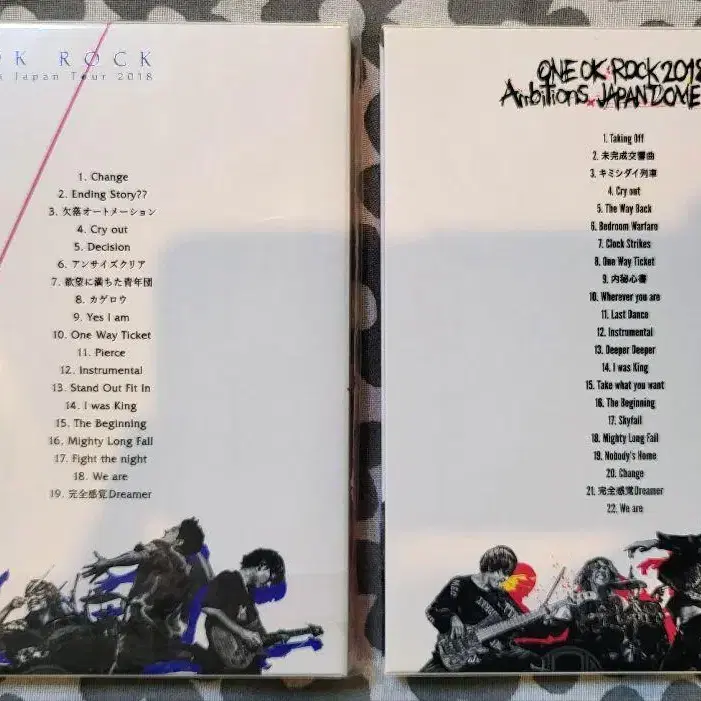 OK ROCK
Japan Tour 2018
1. Change
2. Ending Story??
3. 欠落オートメーション
4. Cry out
5. Decision
6. アンサイズクリア
7. 欲望に満ちた青年団
8. カゲロウ
9. Yes I am
10. One Way Ticket
11. Pierce
12. Instrumental
13. Stand Out Fit In
14. I was King
15. The Beginning
16. Mighty Long Fall
17. Fight the night
18. We are
19. 完全感覚Dreamer
ONE OK ROCK 2018
Ambitions JAPAN DOME
1. Taking Off
2. 未完成交響曲
3. キミシダイ列車
4. Cry out
5. The Way Back
6. Bedroom Warfare
7. Clock Strikes
8. One Way Ticket
9. 内秘心書
10. Wherever you are
11. Last Dance
12. Instrumental
13. Deeper Deeper
14. I was King
15. Take what you want
16. The Beginning
17. Skyfall
18. Mighty Long Fall
19. Nobody's Home
20. Change
21. 完全感覚Dreamer
22. We are